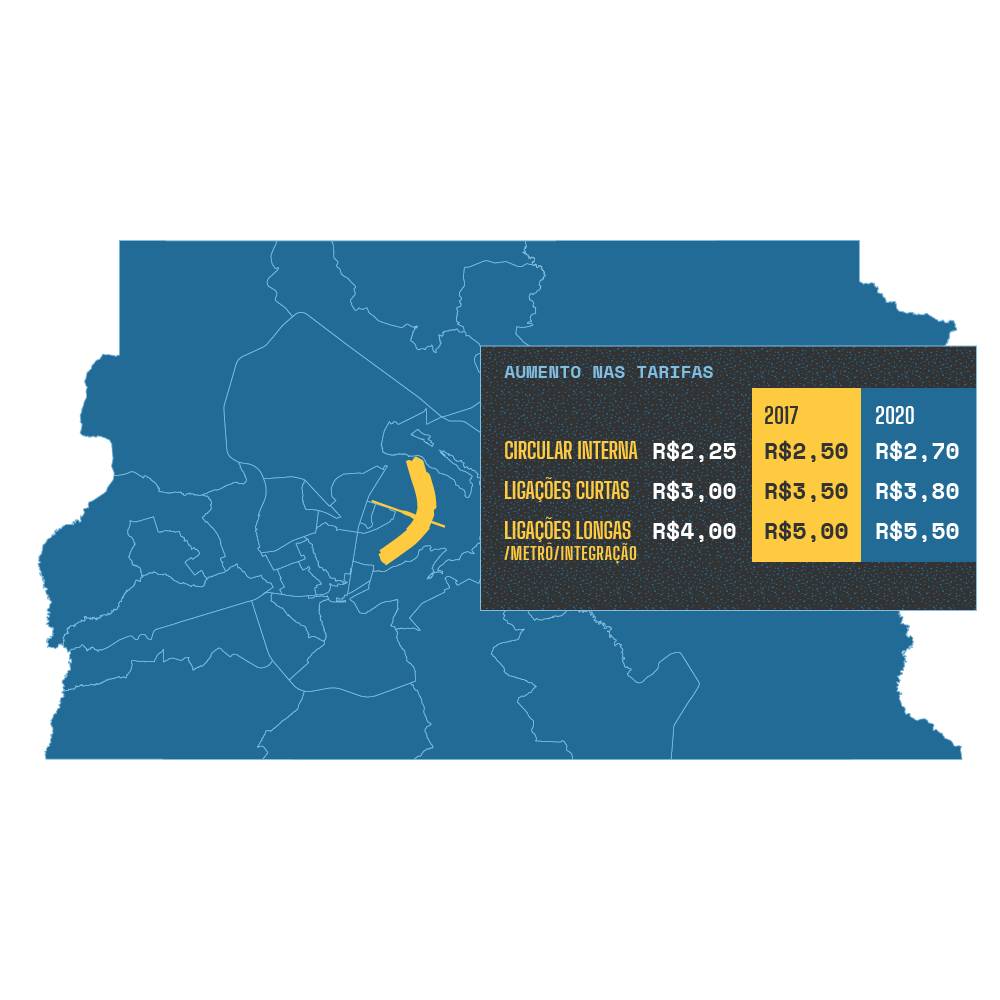 AUMENTO NAS TARIFAS
2017 2020
CIRCULAR INTERNA R$2,25 R$2,50 R$2,70
LIGAÇÕES CURTAS R$3,00 R$3,50 R$3,80
LIGAÇÕES LONGAS R$4,00 R$5,00 R$5,50
/METRÔ/INTEGRAÇÃO